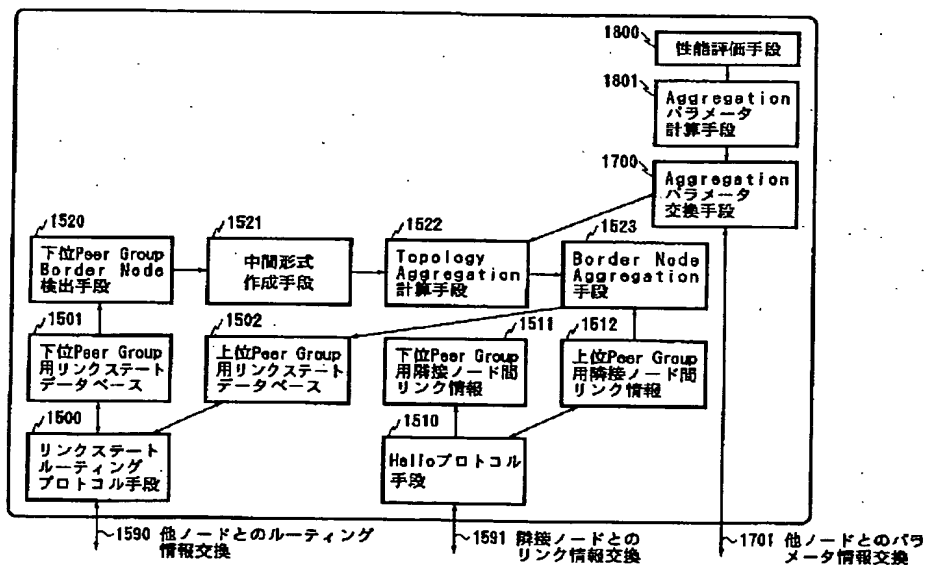 1800
性能評価手段
1801
Aggregation
パラメータ
計算手段
1700
Aggregation
パラメータ
交換手段
1520
下位Peer Group
Border Node
検出手段
1521
中間形式
作成手段
1522
Topology
Aggregation
計算手段
1523
Border Node
Aggregation
手段
1501
下位Peer Group
用リンクステート
データベース
1502
上位Peer Group
用リンクステート
データベース
1511
下位Peer Group
用隣接ノード間
リンク情報
1512
上位Peer Group
用隣接ノード間
リンク情報
1500
リンクステート
ルーティング
プロトコル手段
1510
Helloプロトコル
手段
1590 他ノードとのルーティング
情報交換
1591 隣接ノードとの
リンク情報交換
1701 他ノードとのパラ
メータ情報交換